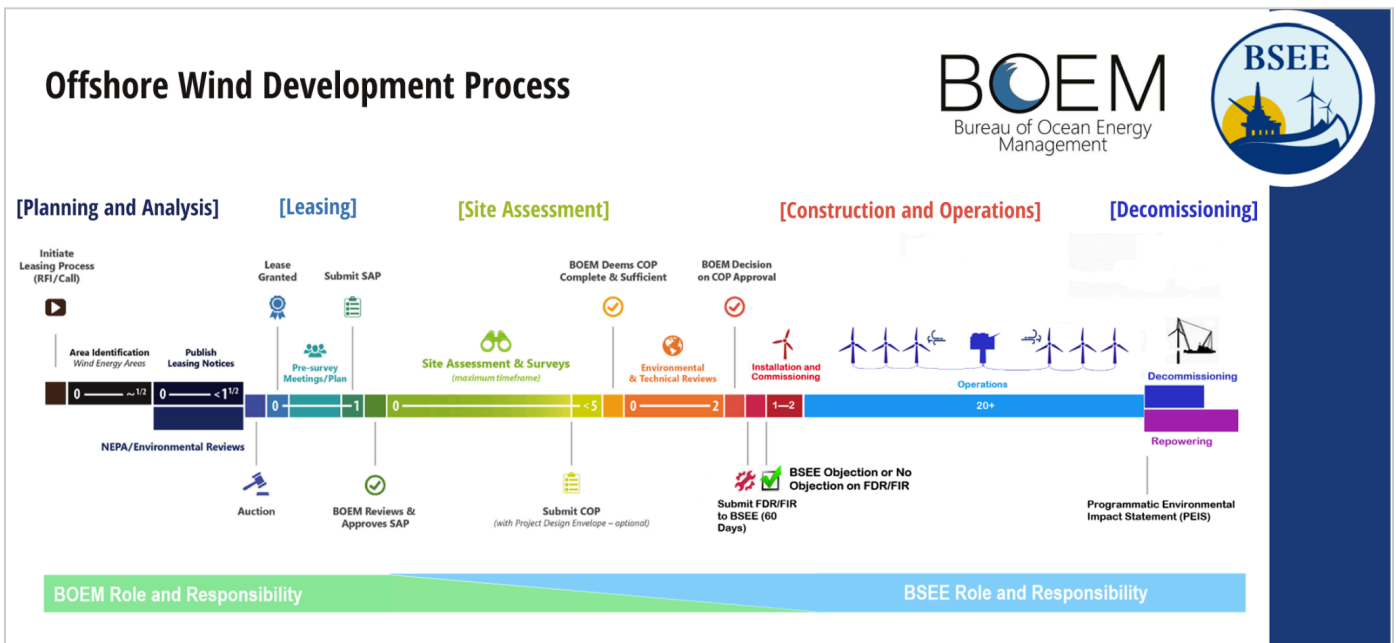 Offshore Wind Development Process
BOEM
Bureau of Ocean Energy
Management
BSEE
[Planning and Analysis]
[Leasing]
[Site Assessment]
[Construction and Operations]
[Decomissioning]
Initiate
Leasing Process
(RFI/Call)
Lease
Granted
Submit SAP
BOEM Deems COP
Complete & Sufficient
BOEM Decision
on COP Approval
Area Identification
Wind Energy Areas
Publish
Leasing Notices
Pre-survey
Meetings/Plan
Site Assessment & Surveys
(maximum timeframe)
Environmental
& Technical Reviews
Installation and
Commissioning
Operations
Decommissioning
0 — ~1/2
0 — <1 1/2
0 — 1
0 — <5
0 — 2
1—2
20+
Repowering
NEPA/Environmental Reviews
Auction
BOEM Reviews &
Approves SAP
Submit COP
(with Project Design Envelope – optional)
Submit FDR/FIR
to BSEE (60
Days)
BSEE Objection or No
Objection on FDR/FIR
Programmatic Environmental
Impact Statement (PEIS)
BOEM Role and Responsibility
BSEE Role and Responsibility